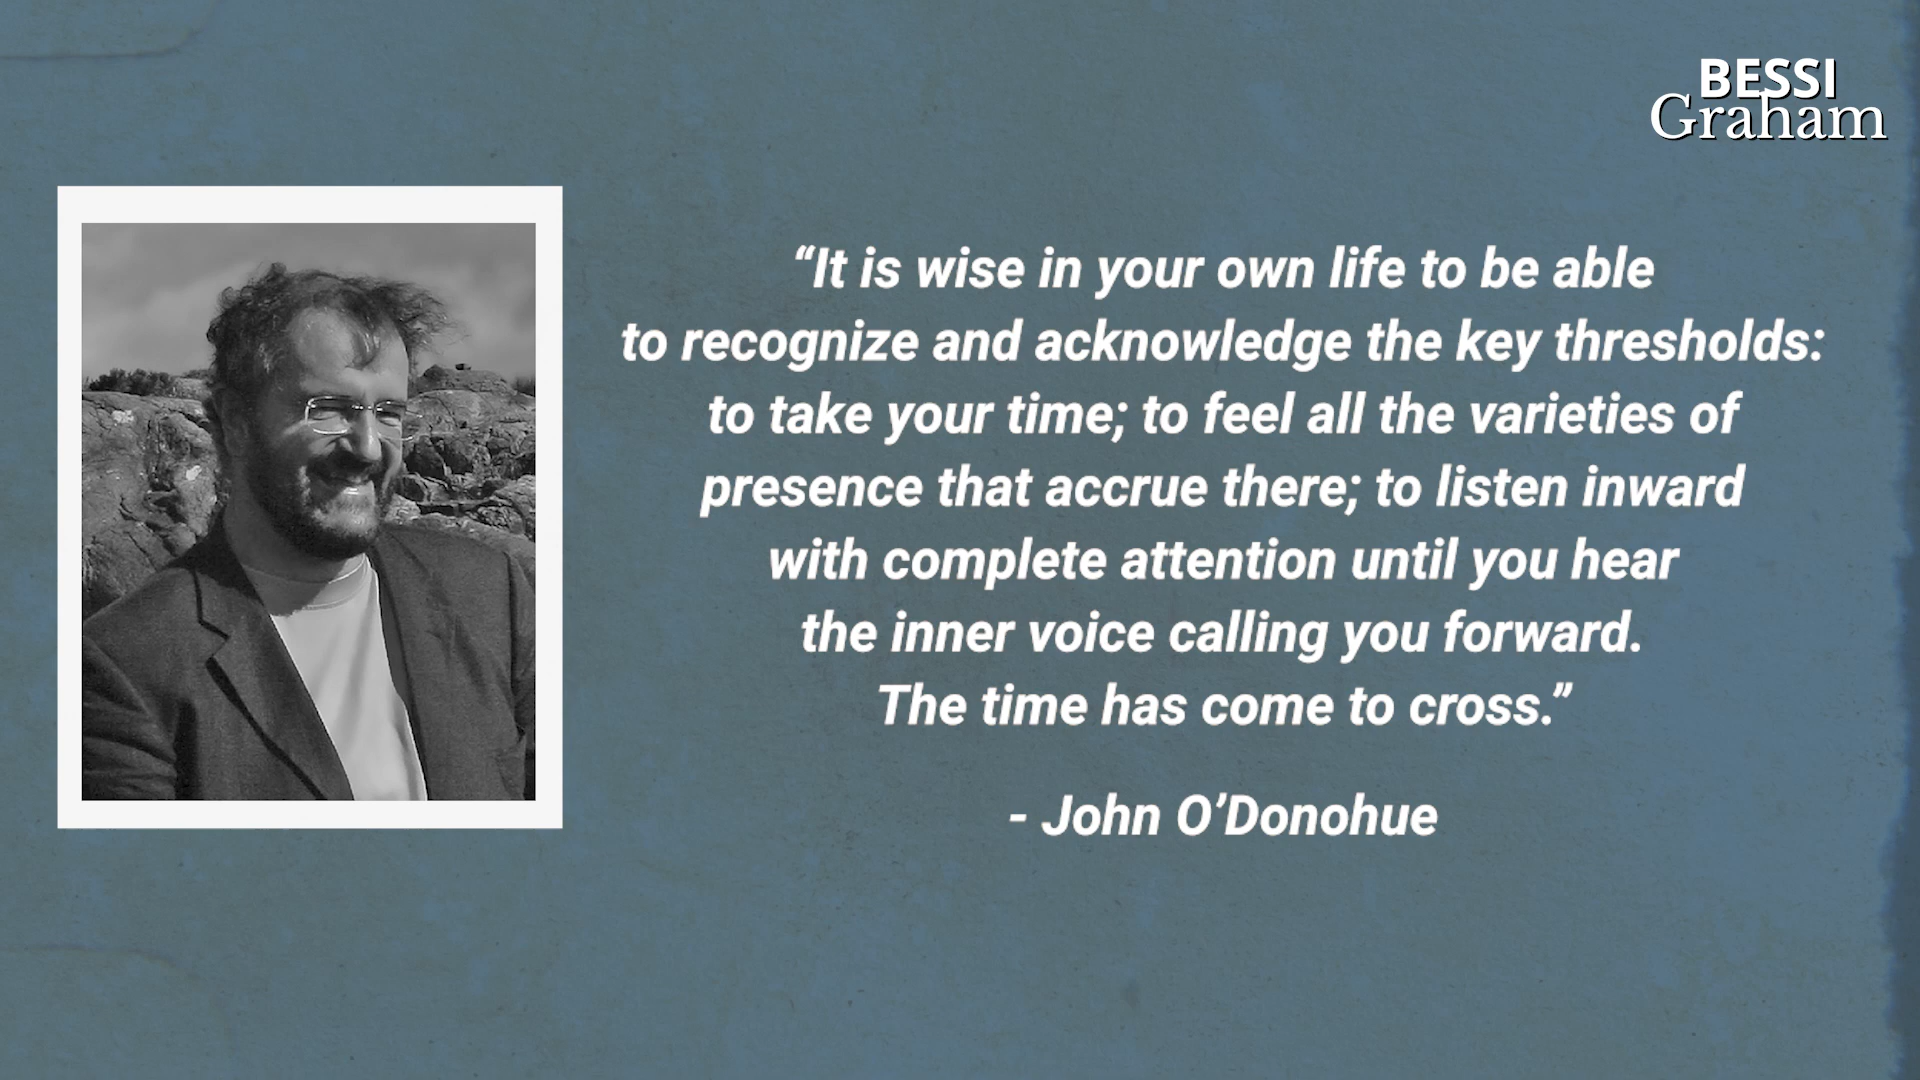 BESSI
Graham
“It is wise in your own life to be able
to recognize and acknowledge the key thresholds:
to take your time; to feel all the varieties of
presence that accrue there; to listen inward
with complete attention until you hear
the inner voice calling you forward.
The time has come to cross.”
- John O’Donohue